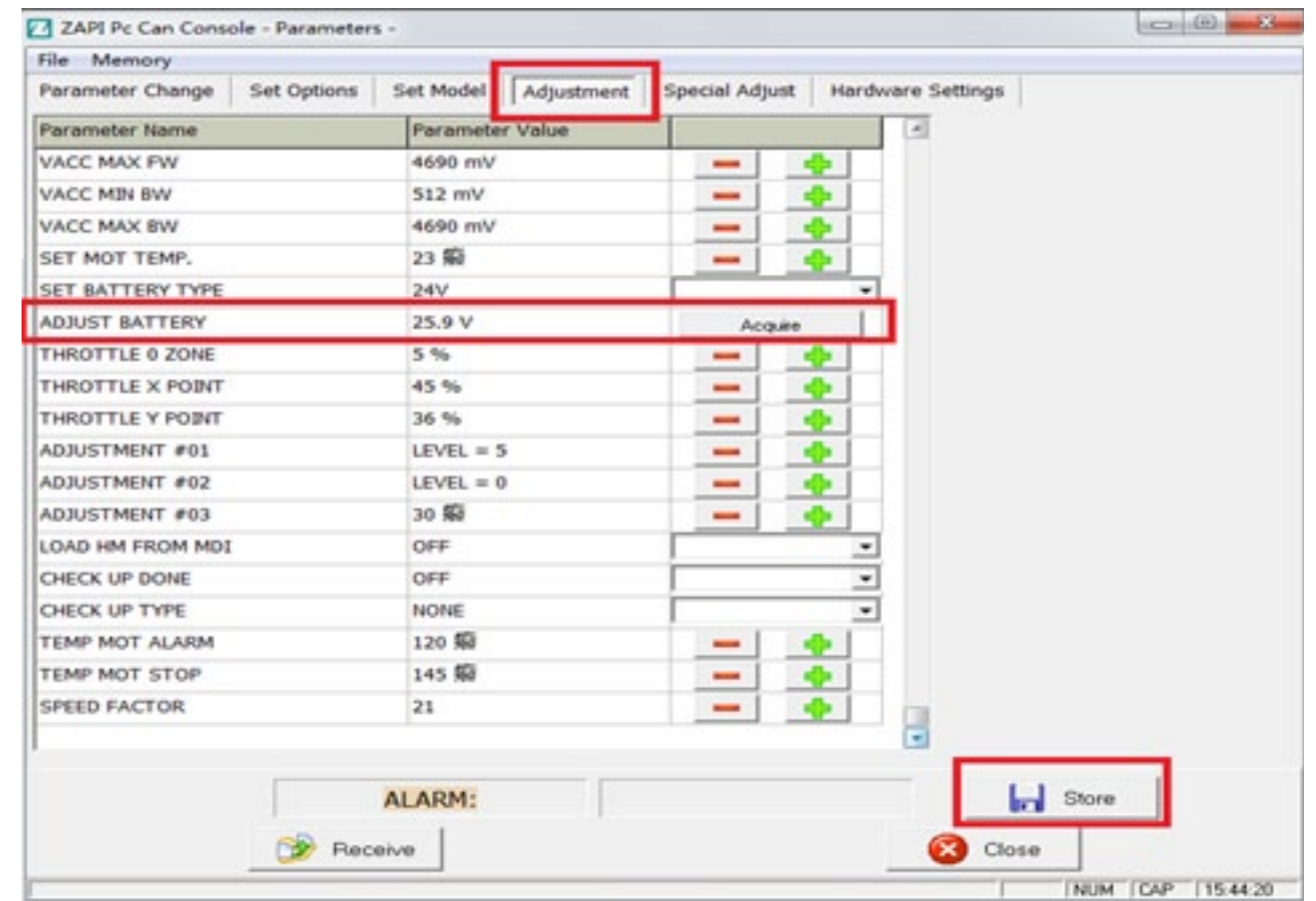 ZAPI Pc Can Console - Parameters -
File Memory
Parameter Change Set Options Set Model Adjustment Special Adjust Hardware Settings
Parameter Name Parameter Value
VACC MAX FW 4690 mV
VACC MIN BW 512 mV
VACC MAX BW 4690 mV
SET MOT TEMP. 23
SET BATTERY TYPE 24V
ADJUST BATTERY 25.9 V Acquire
THROTTLE 0 ZONE 5 %
THROTTLE X POINT 45 %
THROTTLE Y POINT 36 %
ADJUSTMENT #01 LEVEL = 5
ADJUSTMENT #02 LEVEL = 0
ADJUSTMENT #03 30
LOAD HM FROM MDI OFF
CHECK UP DONE OFF
CHECK UP TYPE NONE
TEMP MOT ALARM 120
TEMP MOT STOP 145
SPEED FACTOR 21
ALARM: Store
Receive Close
NUM CAP 15:44:20